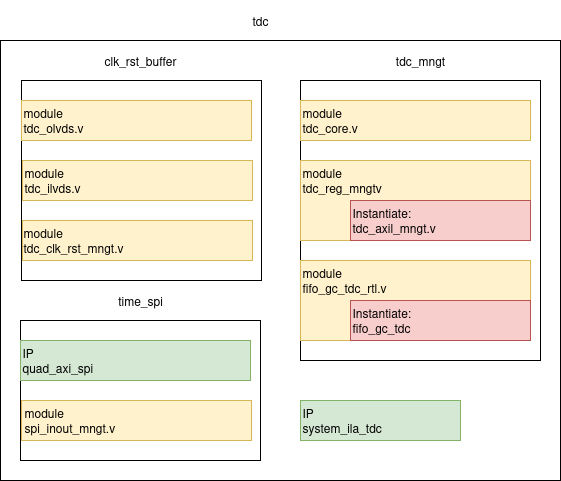 tdc
clk_rst_buffer
module
tdc_olvds.v
module
tdc_ilvds.v
module
tdc_clk_rst_mngt.v
time_spi
IP
quad_axi_spi
module
spi_inout_mngt.v
tdc_mngt
module
tdc_core.v
module
tdc_reg_mngtv
Instantiate:
tdc_axil_mngt.v
module
fifo_gc_tdc_rtl.v
Instantiate:
fifo_gc_tdc
IP
system_ila_tdc